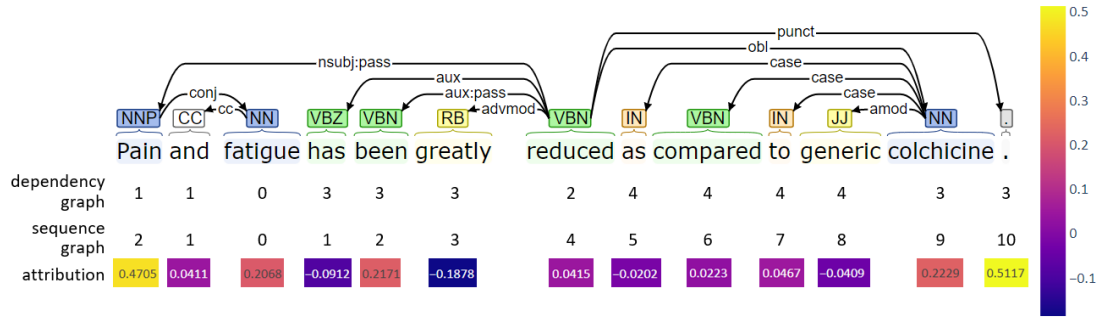 punct
obl
nsubj:pass case
aux case
conj aux:pass case
cc advmod amod
NNP CC NN VBZ VBN RB VBN IN VBN IN JJ NN .
Pain and fatigue has been greatly reduced as compared to generic colchicine .
dependency graph 1 1 0 3 3 3 2 4 4 4 4 3 3
sequence graph 2 1 0 1 2 3 4 5 6 7 8 9 10
attribution 0.4705 0.0411 0.2068 −0.0912 0.2171 −0.1878 0.0415 −0.0202 0.0223 0.0467 −0.0409 0.2229 0.5117
0.5
0.4
0.3
0.2
0.1
0
−0.1